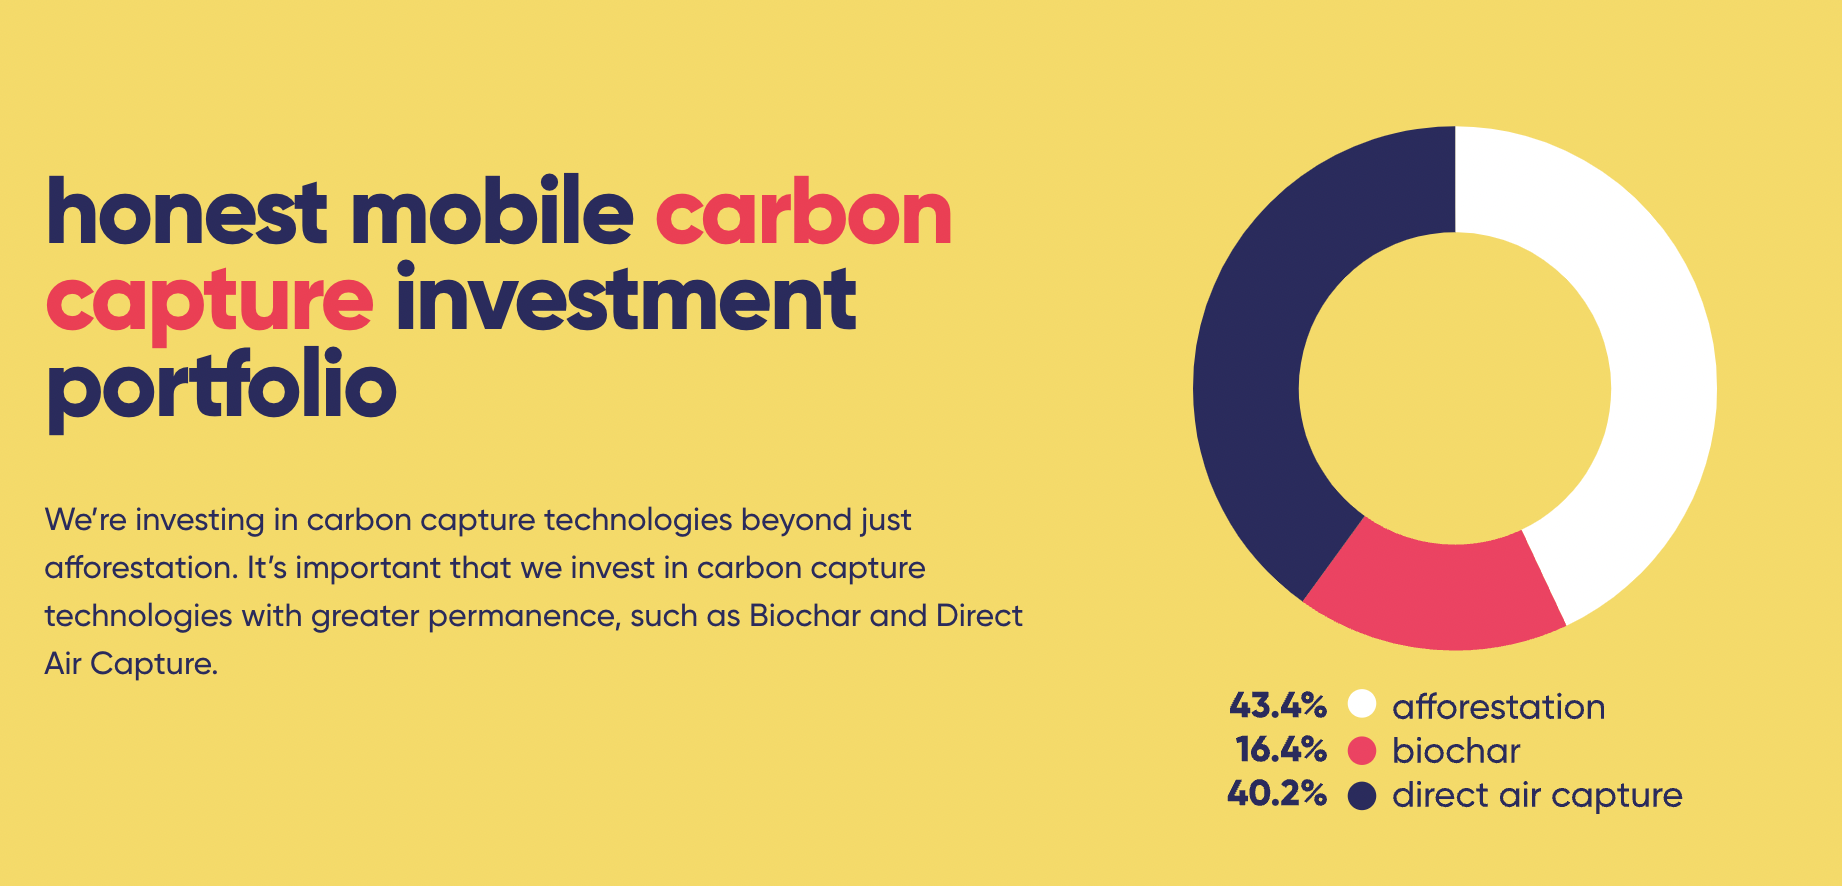 honest mobile carbon
capture investment
portfolio
We’re investing in carbon capture technologies beyond just
afforestation. It’s important that we invest in carbon capture
technologies with greater permanence, such as Biochar and Direct
Air Capture.
43.4% afforestation
16.4% biochar
40.2% direct air capture